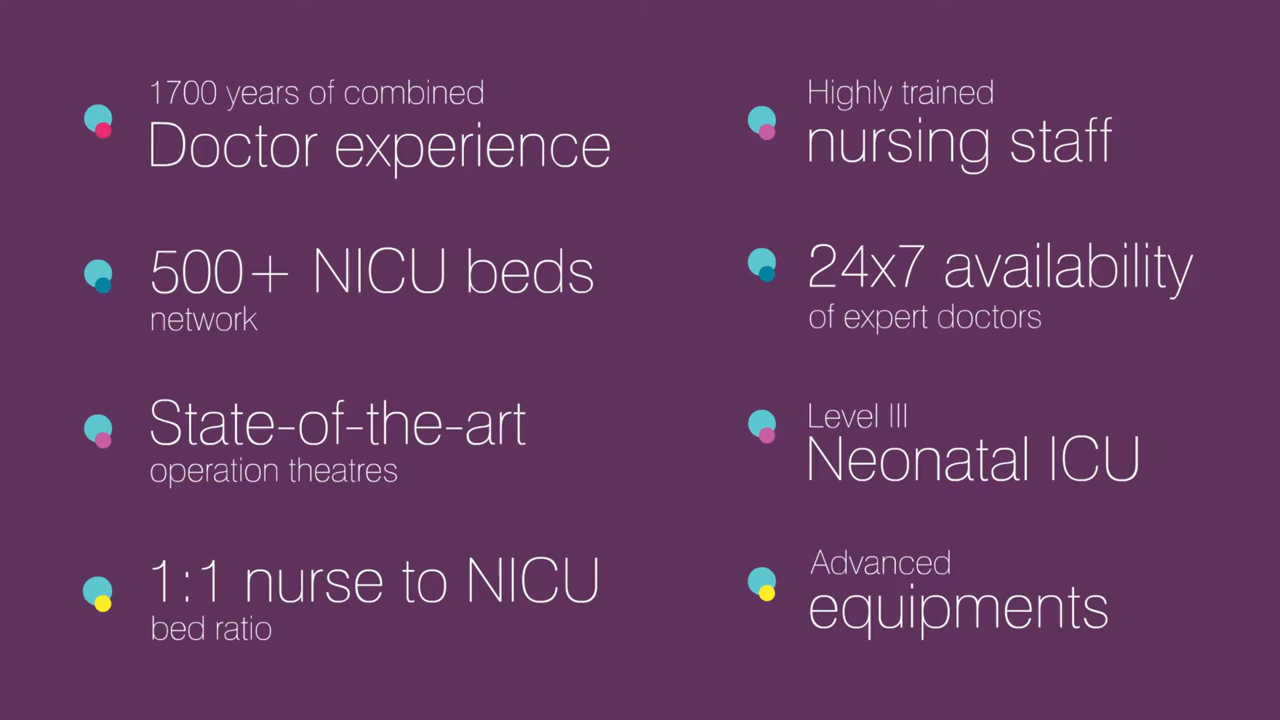 1700 years of combined
Doctor experience
500+ NICU beds
network
State-of-the-art
operation theatres
1:1 nurse to NICU
bed ratio
Highly trained
nursing staff
24x7 availability
of expert doctors
Level III
Neonatal ICU
Advanced
equipments